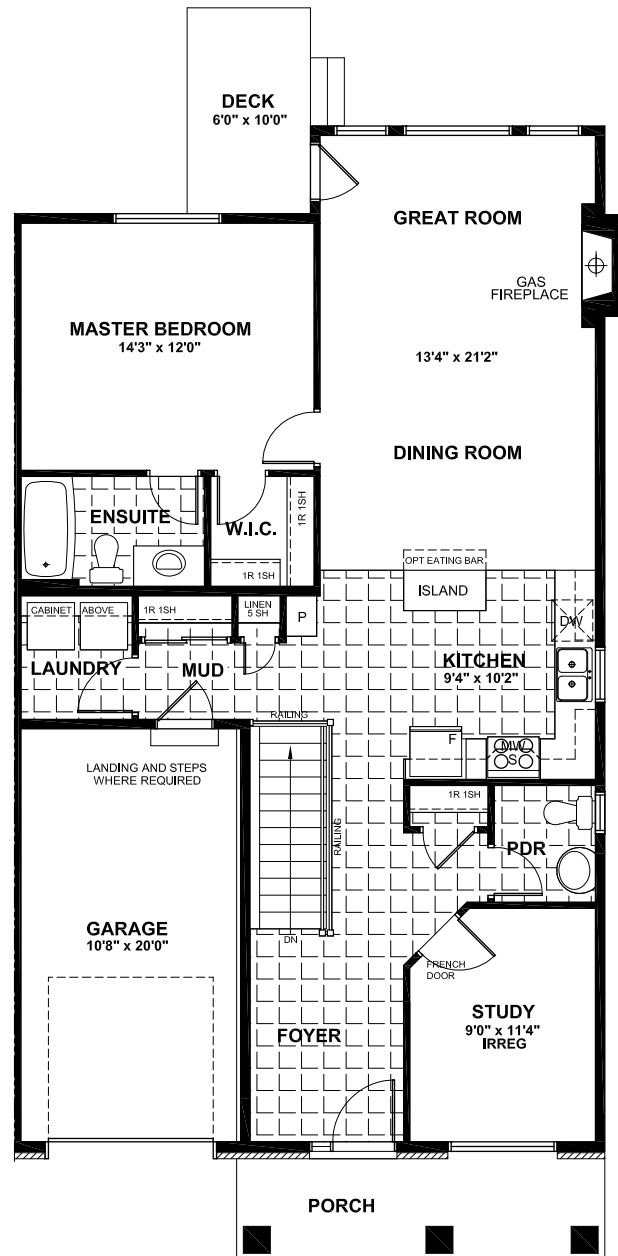 DECK
6'0" x 10'0"
GREAT ROOM
GAS
FIREPLACE
MASTER BEDROOM
14'3" x 12'0"
13'4" x 21'2"
DINING ROOM
ENSUITE
W.I.C.
1R 1SH
1R 1SH
OPT EATING BAR
ISLAND
CABINET
ABOVE
1R 1SH
LINEN
5 SH
P
DW
LAUNDRY
MUD
KITCHEN
9'4" x 10'2"
RAILING
F
MW
S
LANDING AND STEPS
WHERE REQUIRED
1R 1SH
RAILING
PDR
GARAGE
10'8" x 20'0"
DN
FRENCH
DOOR
STUDY
9'0" x 11'4"
IRREG
FOYER
PORCH